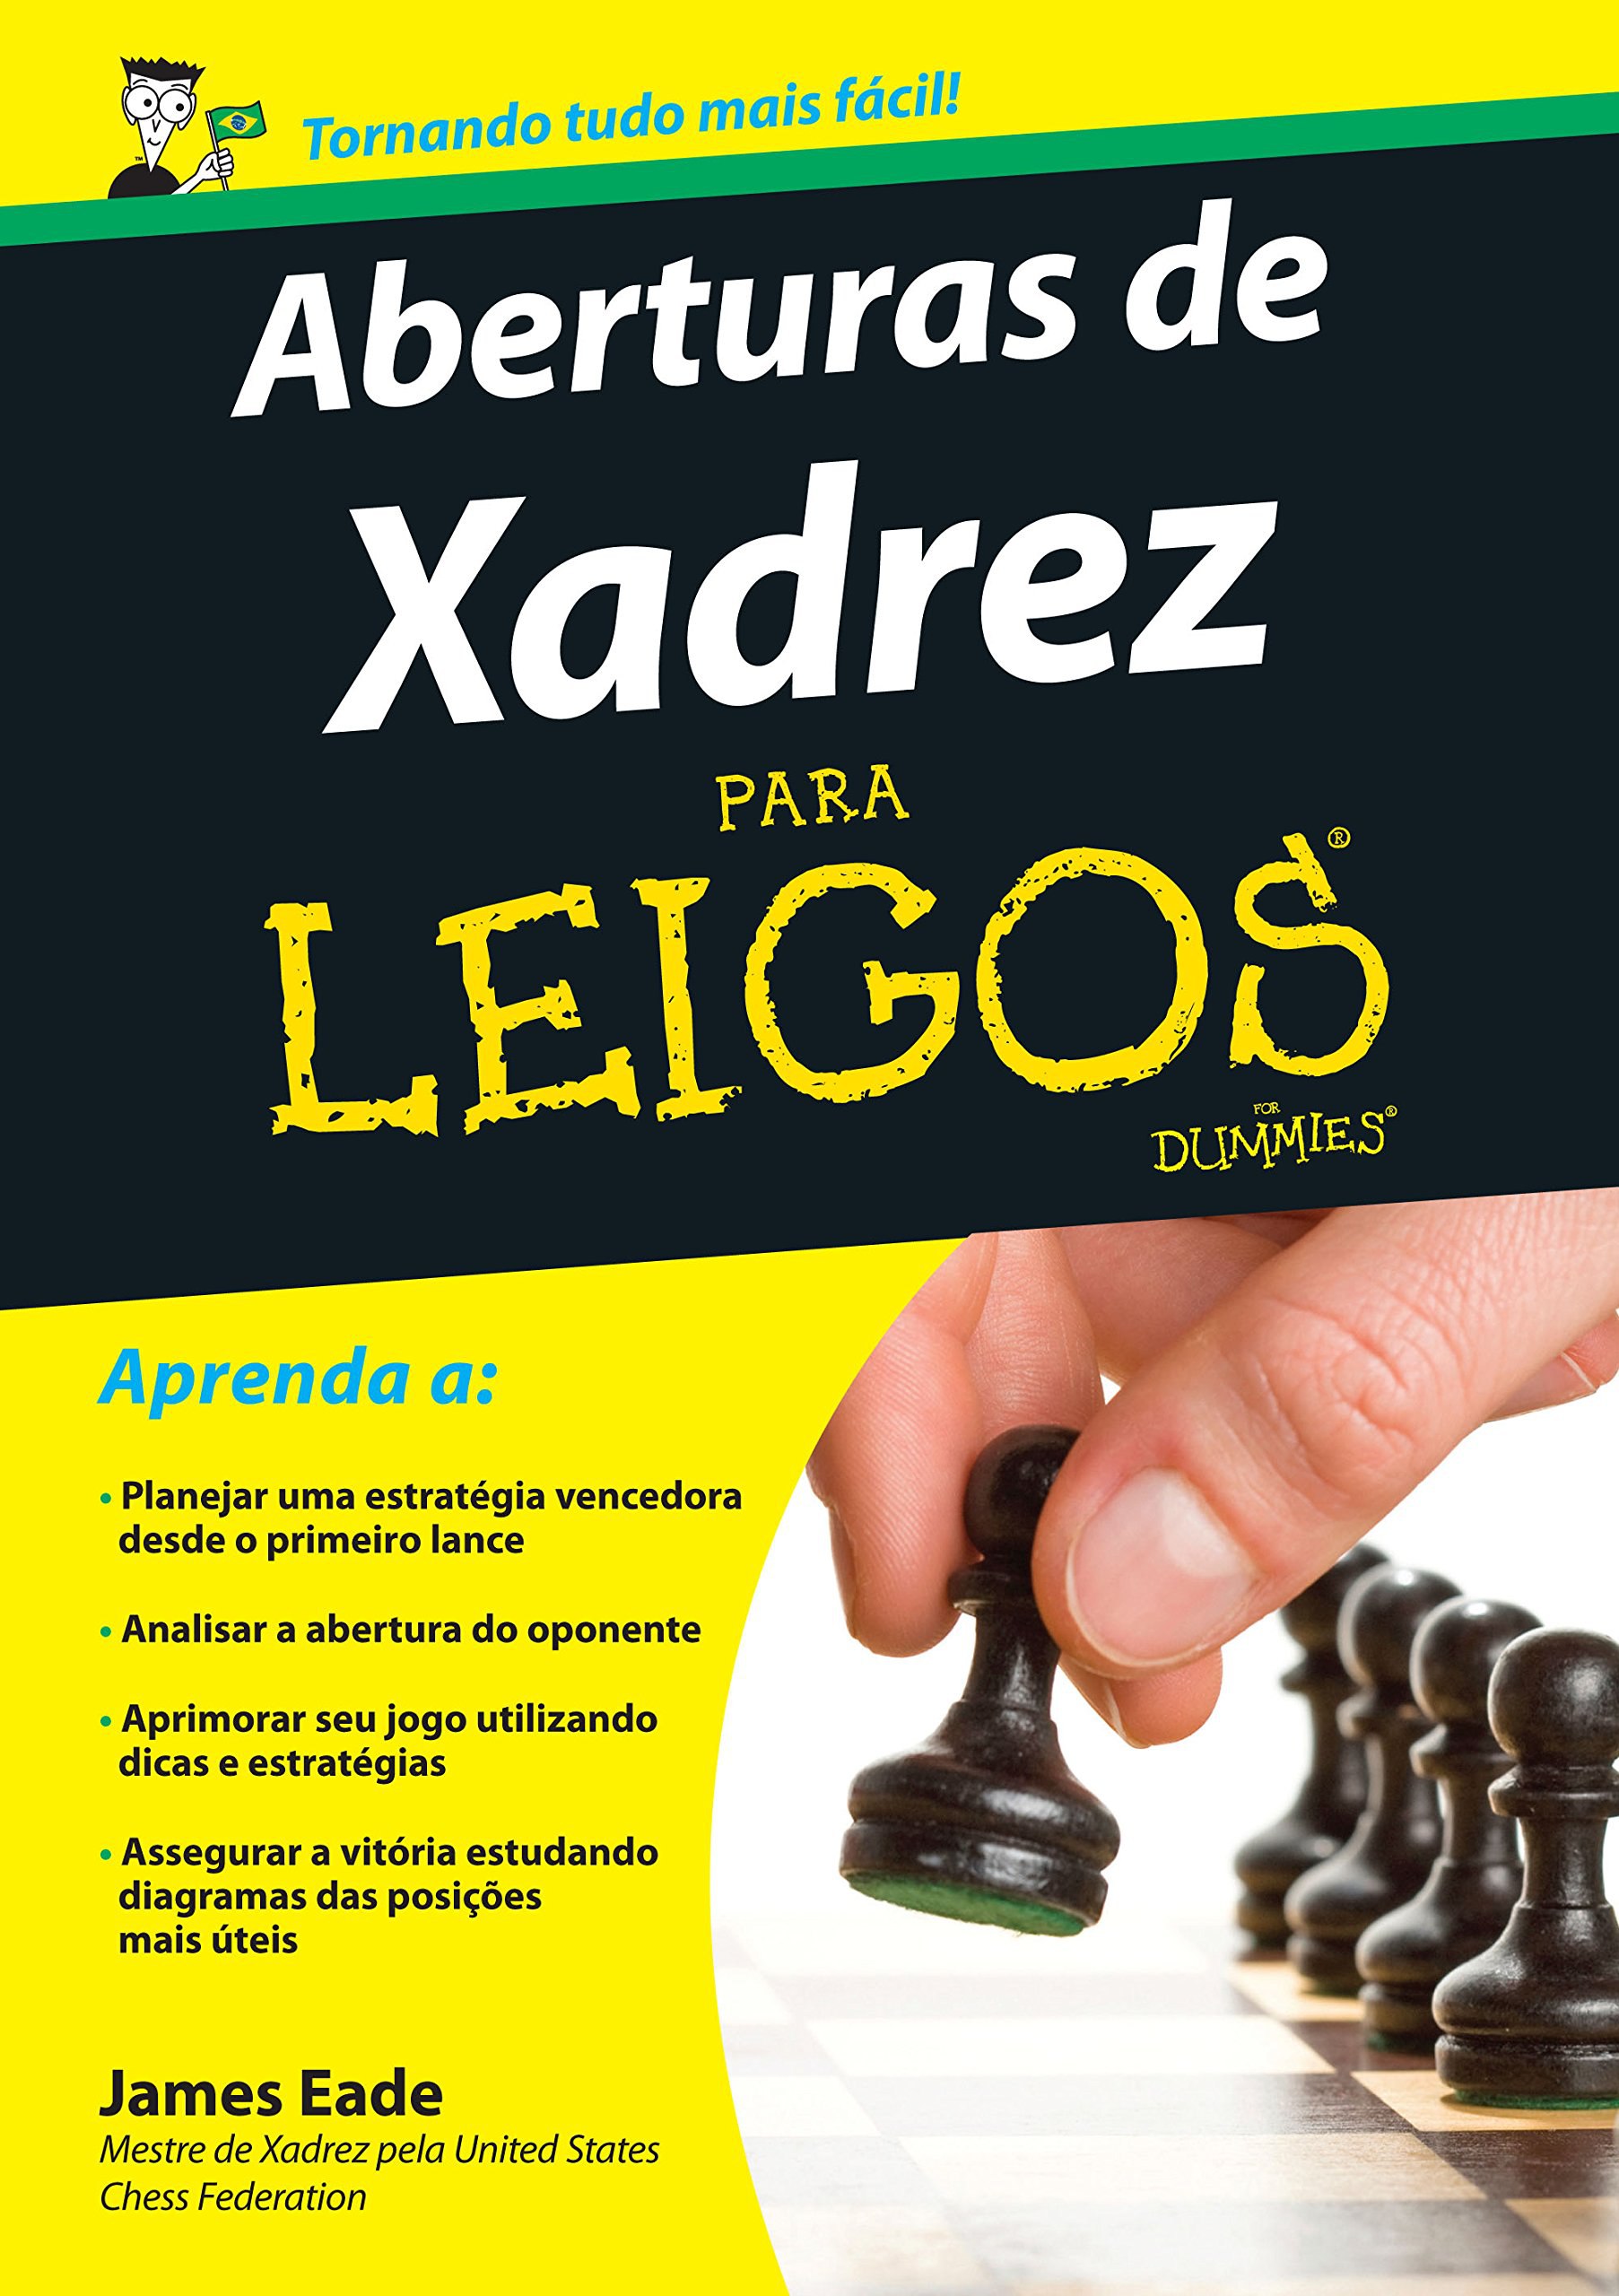 Tornando tudo mais fácil!
Aberturas de
Xadrez
PARA
LEIGOS®
FOR
DUMMIES®
Aprenda a:
• Planejar uma estratégia vencedora
desde o primeiro lance
• Analisar a abertura do oponente
• Aprimorar seu jogo utilizando
dicas e estratégias
• Assegurar a vitória estudando
diagramas das posições
mais úteis
James Eade
Mestre de Xadrez pela United States
Chess Federation